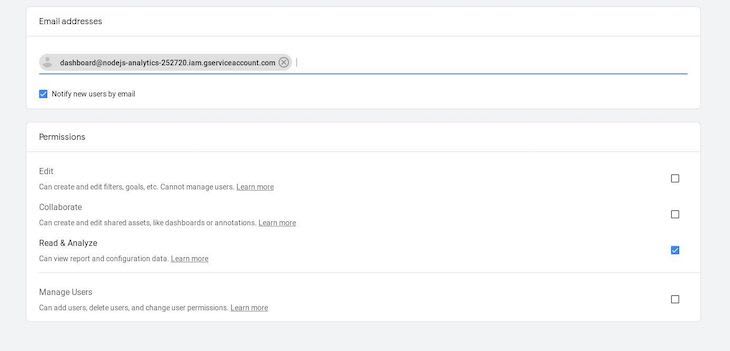 Email addresses
dashboard@nodejs-analytics-252720.iam.gserviceaccount.com
Notify new users by email
Permissions
Edit
Can create and edit filters, goals, etc. Cannot manage users. Learn more
Collaborate
Can create and edit shared assets, like dashboards or annotations. Learn more
Read & Analyze
Can view report and configuration data. Learn more
Manage Users
Can add users, delete users, and change user permissions. Learn more